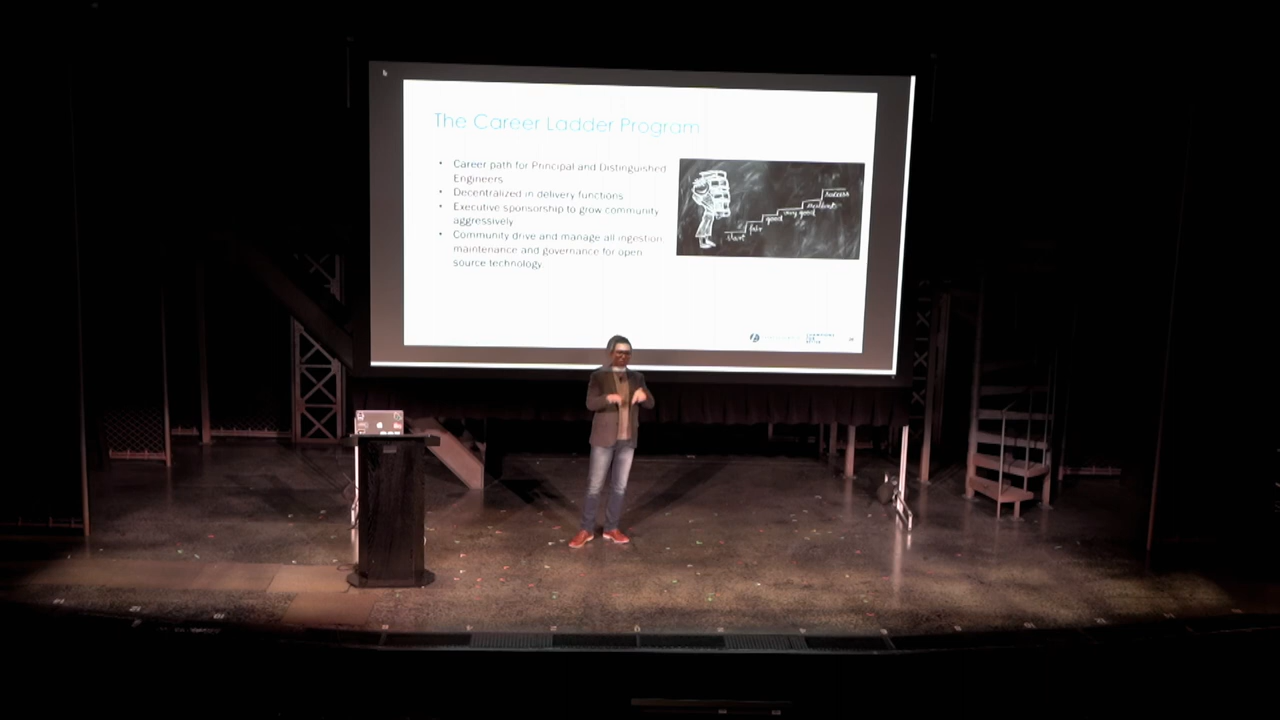 The Career Ladder Program
• Career path for Principal and Distinguished
Engineers
• Decentralized in delivery functions
• Executive sponsorship to grow community
aggressively
• Community drive and manage all ingestion
maintenance and governance for open
source technology
start
fair
good
very good
excellent
success